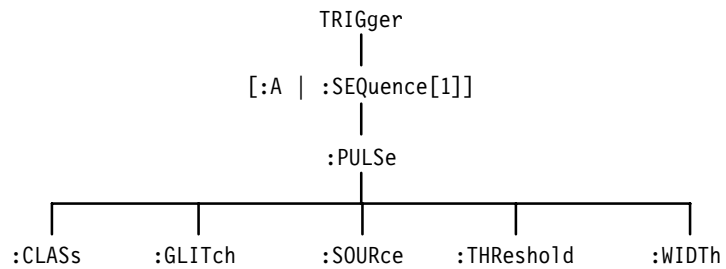 TRIGger
[:A | :SEQuence[1]]
:PULSe
:CLASs :GLITch :SOURce :THReshold :WIDTh